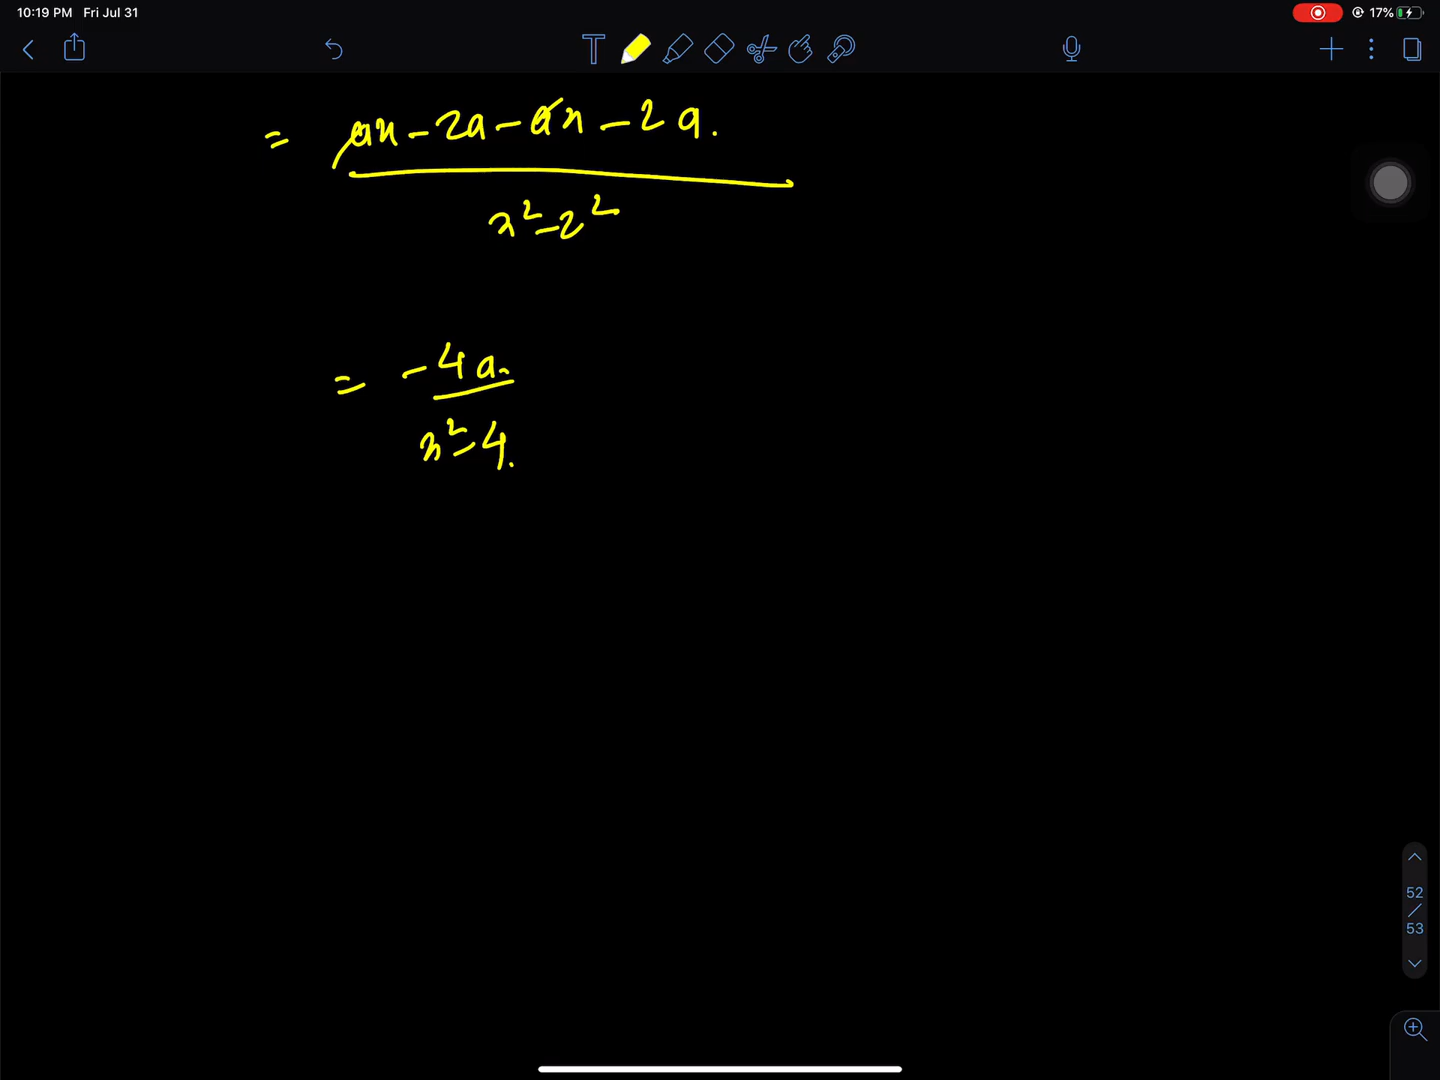 10:19 PM Fri Jul 31
17%
T
= ax - 2a - ax - 2a.
x² - 2²
= -4a.
x² - 4.
52
/
53